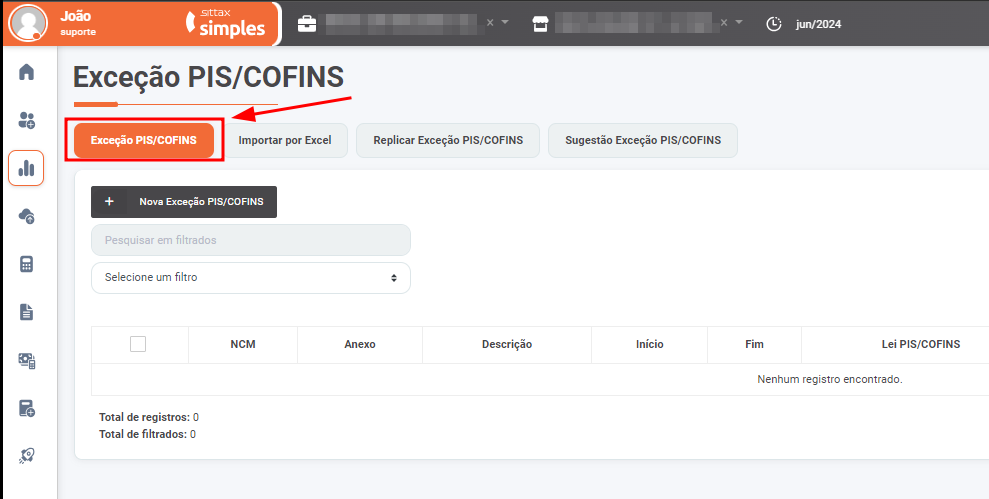 João
suporte
.sittax
simples
jun/2024
Exceção PIS/COFINS
Exceção PIS/COFINS
Importar por Excel
Replicar Exceção PIS/COFINS
Sugestão Exceção PIS/COFINS
+ Nova Exceção PIS/COFINS
Pesquisar em filtrados
Selecione um filtro
NCM Anexo Descrição Início Fim Lei PIS/COFINS
Nenhum registro encontrado.
Total de registros: 0
Total de filtrados: 0